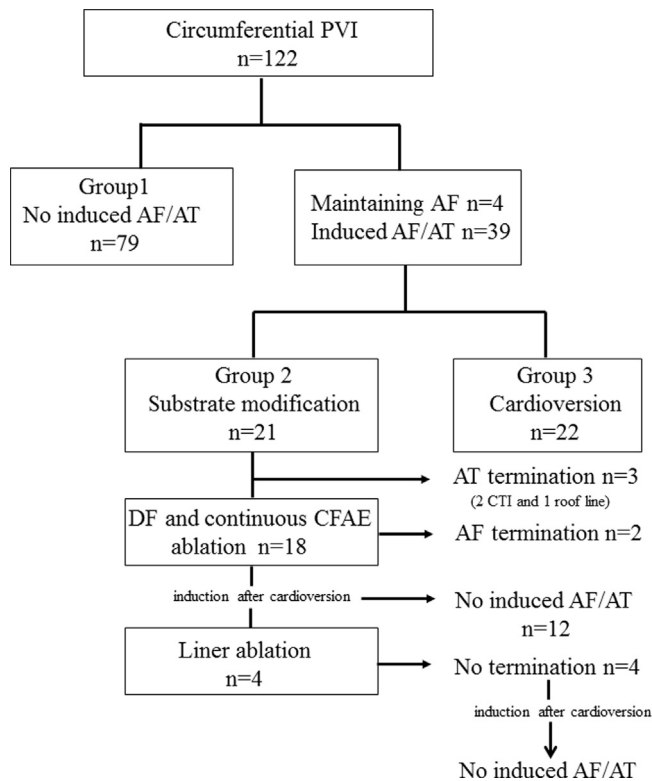 Circumferential PVI
n=122
Group1
No induced AF/AT
n=79
Maintaining AF n=4
Induced AF/AT n=39
Group 2
Substrate modification
n=21
Group 3
Cardioversion
n=22
AT termination n=3
(2 CTI and 1 roof line)
DF and continuous CFAE
ablation n=18
AF termination n=2
induction after cardioversion
No induced AF/AT
n=12
Liner ablation
n=4
No termination n=4
induction after cardioversion
No induced AF/AT